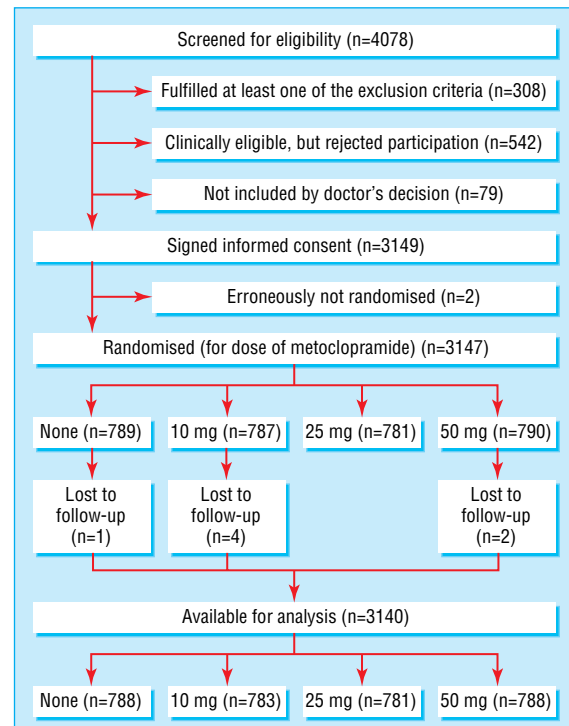 Screened for eligibility (n=4078)
Fulfilled at least one of the exclusion criteria (n=308)
Clinically eligible, but rejected participation (n=542)
Not included by doctor's decision (n=79)
Signed informed consent (n=3149)
Erroneously not randomised (n=2)
Randomised (for dose of metoclopramide) (n=3147)
None (n=789)
10 mg (n=787)
25 mg (n=781)
50 mg (n=790)
Lost to
follow-up
(n=1)
Lost to
follow-up
(n=4)
Lost to
follow-up
(n=2)
Available for analysis (n=3140)
None (n=788)
10 mg (n=783)
25 mg (n=781)
50 mg (n=788)